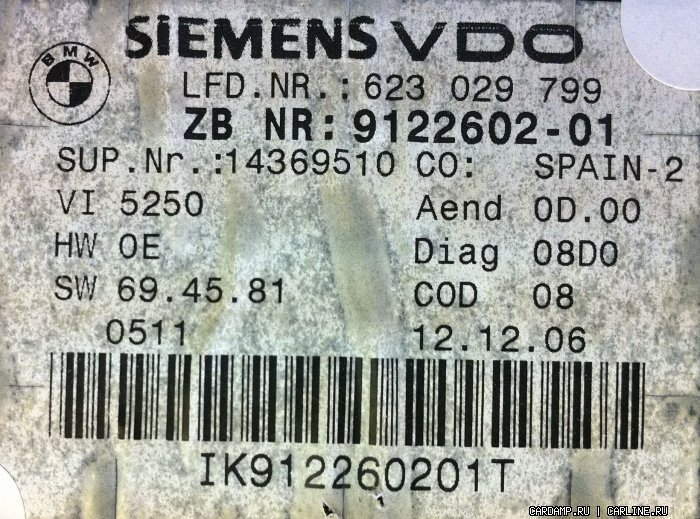 BMW
SIEMENS VDO
LFD.NR.: 623 029 799
ZB NR: 9122602-01
SUP.Nr.:14369510 CO: SPAIN-2
VI 5250 Aend 0D.00
HW 0E Diag 08D0
SW 69.45.81 COD 08
0511 12.12.06
IK912260201T
CARDAMP.RU | CARLINE.RU